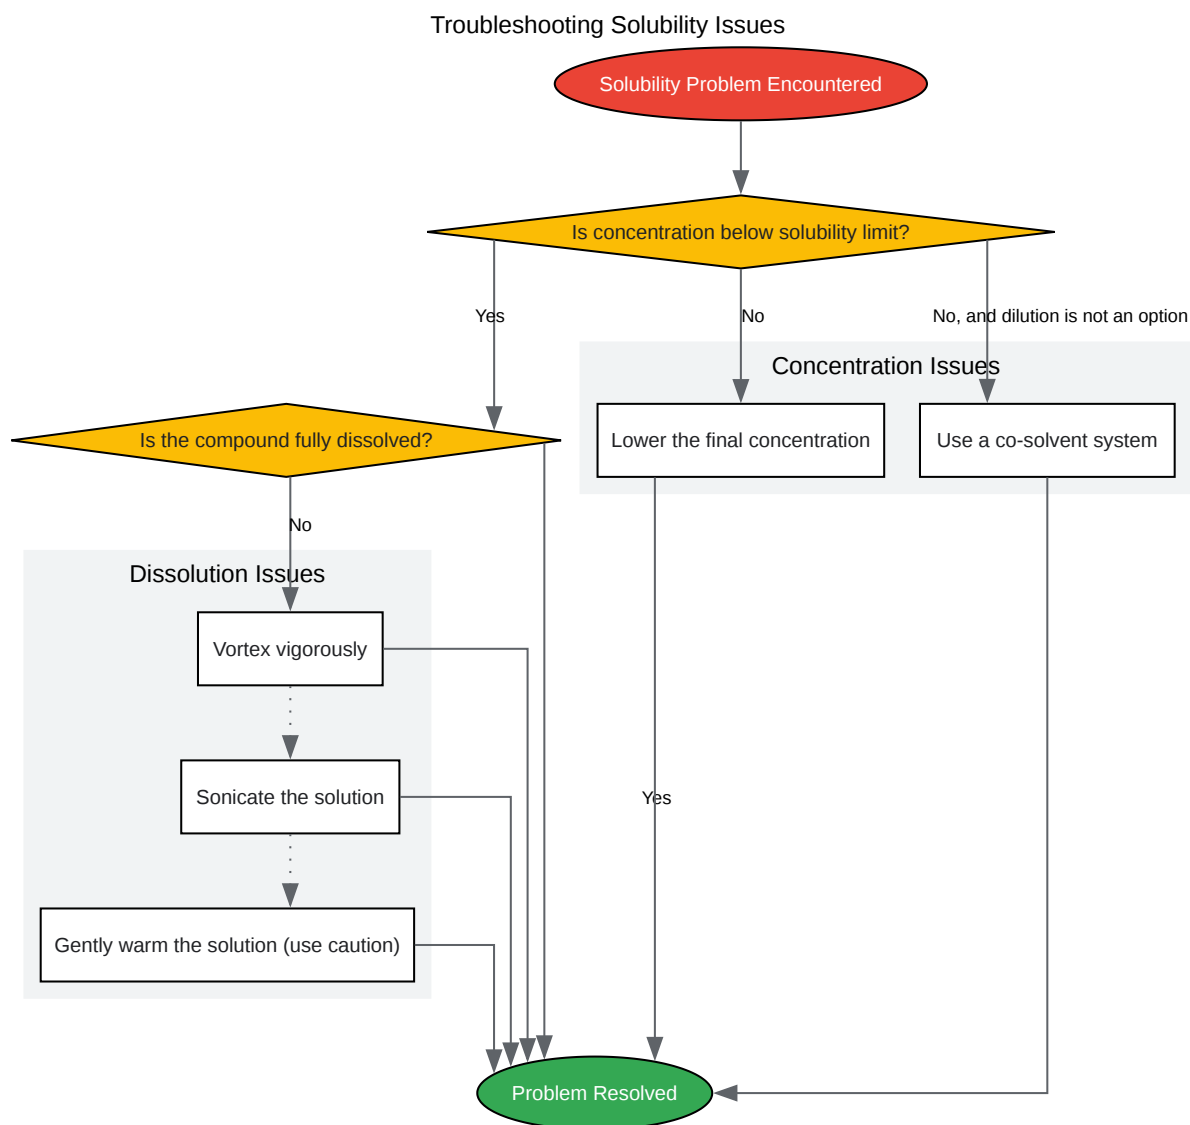 Troubleshooting Solubility Issues
Solubility Problem Encountered
Is concentration below solubility limit?
Yes
No
No, and dilution is not an option
Concentration Issues
Is the compound fully dissolved?
Lower the final concentration
Use a co-solvent system
No
Dissolution Issues
Vortex vigorously
Sonicate the solution
Yes
Gently warm the solution (use caution)
Problem Resolved